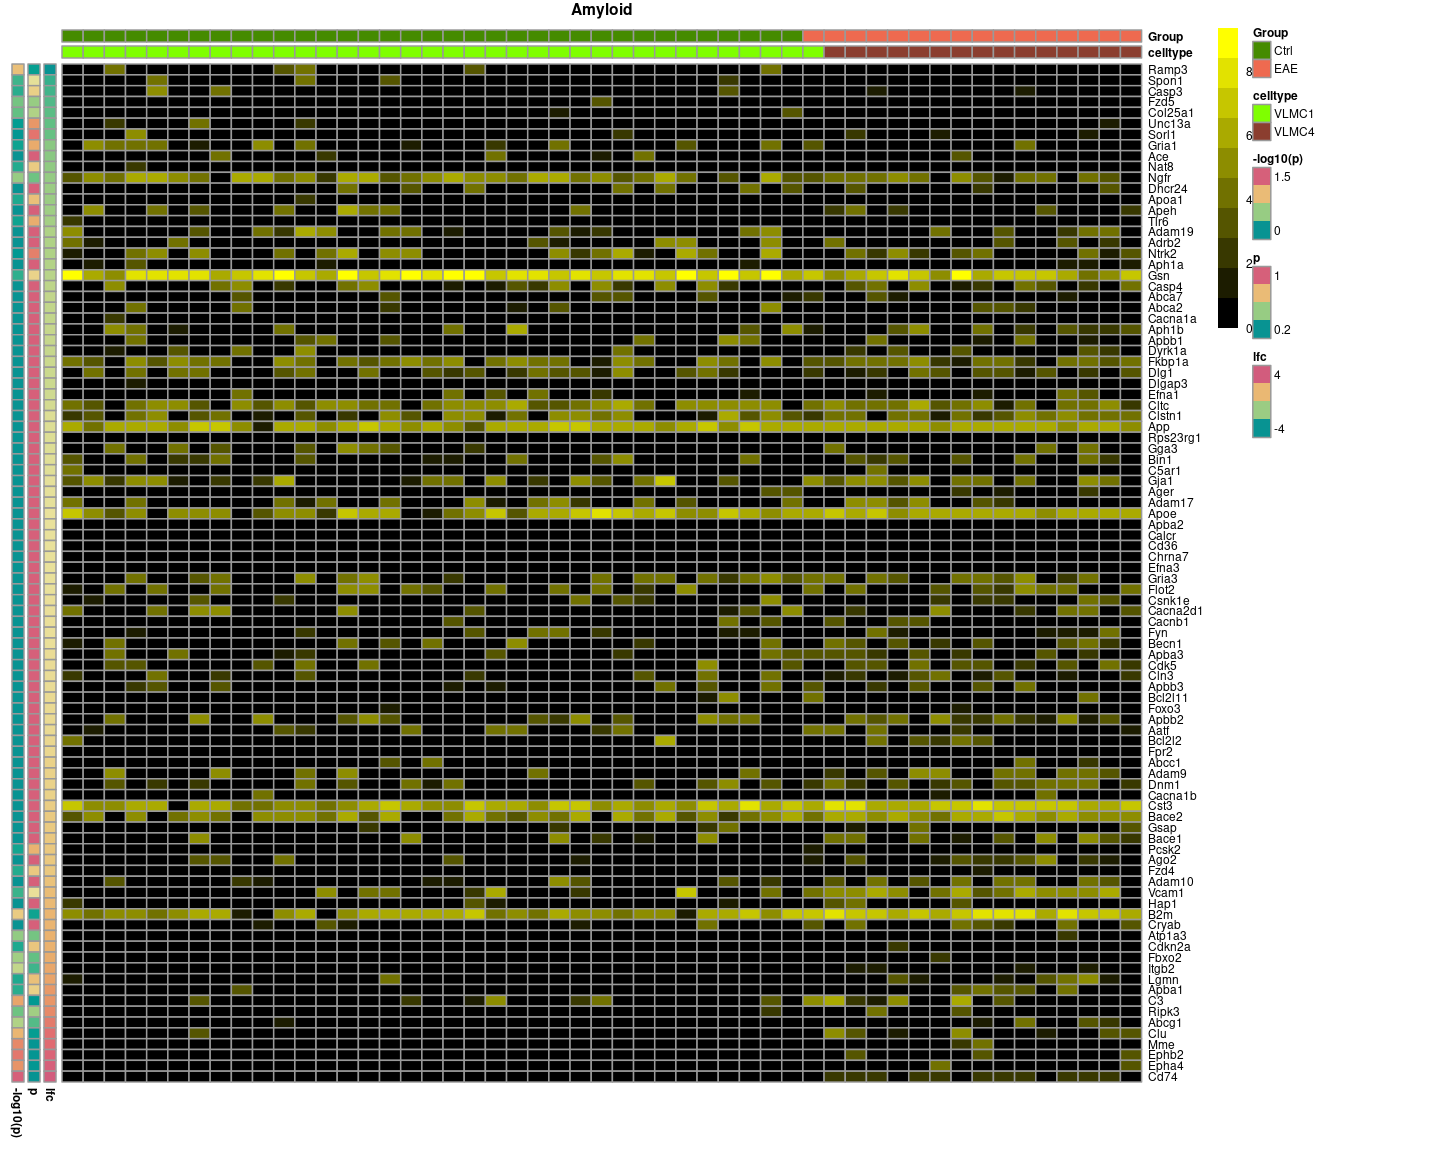 Amyloid
Group
celltype
Ramp3
Spon1
Casp3
Fzd5
Col25a1
Unc13a
Sorl1
Gria1
Ace
Nat8
Ngfr
Dhcr24
Apoa1
Apeh
Tlr6
Adam19
Adrb2
Ntrk2
Aph1a
Gsn
Casp4
Abca7
Abca2
Cacna1a
Aph1b
Appbb1
Dyrk1a
Fkbp1a
Dlg1
Dlgap3
Efna1
Cltc
Clstn1
App
Rps23rg1
Gga3
Bin1
C5ar1
Gja1
Ager
Adam17
Apoe
Apba2
Calcr
Cd36
Chrna7
Efna3
Gria3
Flot2
Csnk1e
Cacna2d1
Cacnb1
Fyn
Becn1
Apba3
Cdk5
Cln3
Apbb3
Bcl2l11
Foxo3
Apbb2
Aatf
Bcl2l2
Fpr2
Abcc1
Adam9
Dnm1
Cacna1b
Cst3
Bace2
Gsap
Bace1
Pcsk2
Ago2
Fzd4
Adam10
Vcam1
Hap1
B2m
Cryab
Atp1a3
Cdkn2a
Fbxo2
Itgb2
Lgmn
Apba1
C3
Ripk3
Abcg1
Clu
Mme
Ephb2
Epha4
Cd74
-log10(p)
p
lfc
8
6
4
2
0
Group
Ctrl
EAE
celltype
VLMC1
VLMC4
-log10(p)
1.5
0
p
1
0.2
lfc
4
-4